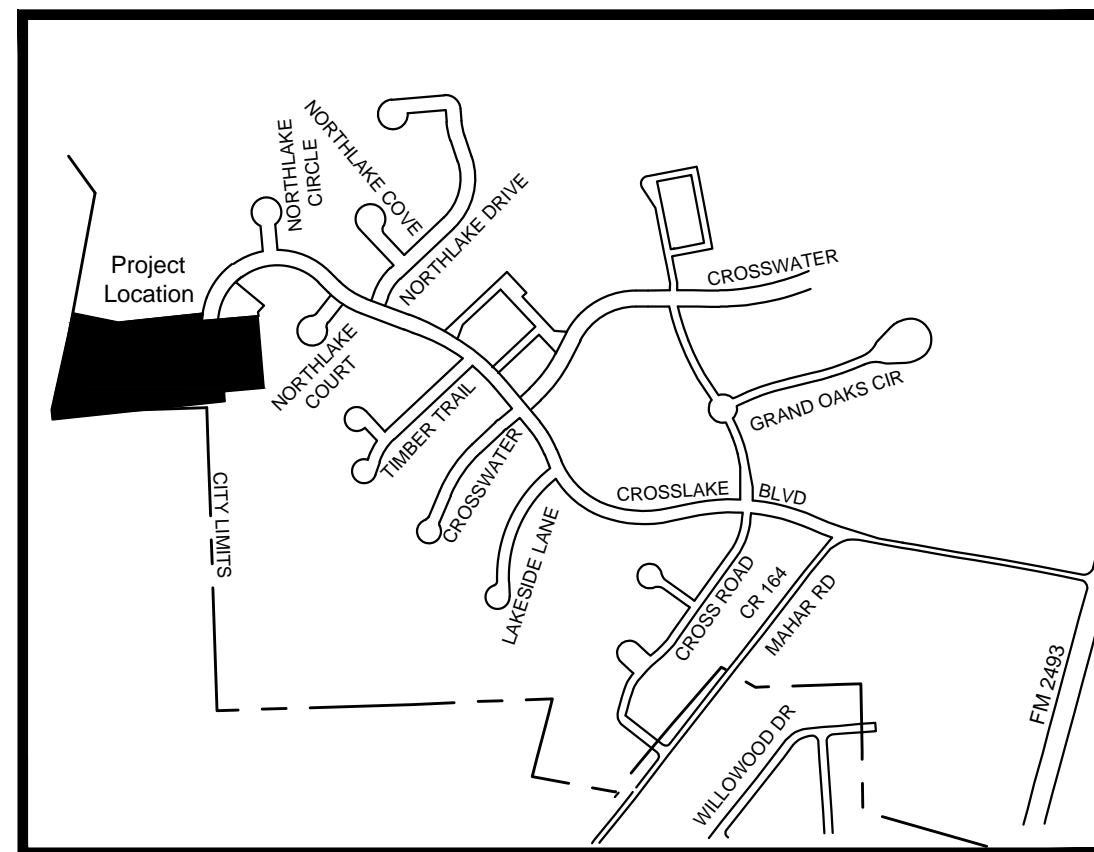 NORTHLAKE
CIRCLE
NORTHLAKE COVE
NORTHLAKE DRIVE
Project
Location
CROSSWATER
NORTHLAKE
COURT
TIMBER TRAIL
GRAND OAKS CIR
CROSSWATER
CITY LIMITS
CROSSLAKE BLVD
LAKESIDE LANE
CROSS ROAD
CR 164
MAHAR RD
FM 2493
WILLOWOOD DR